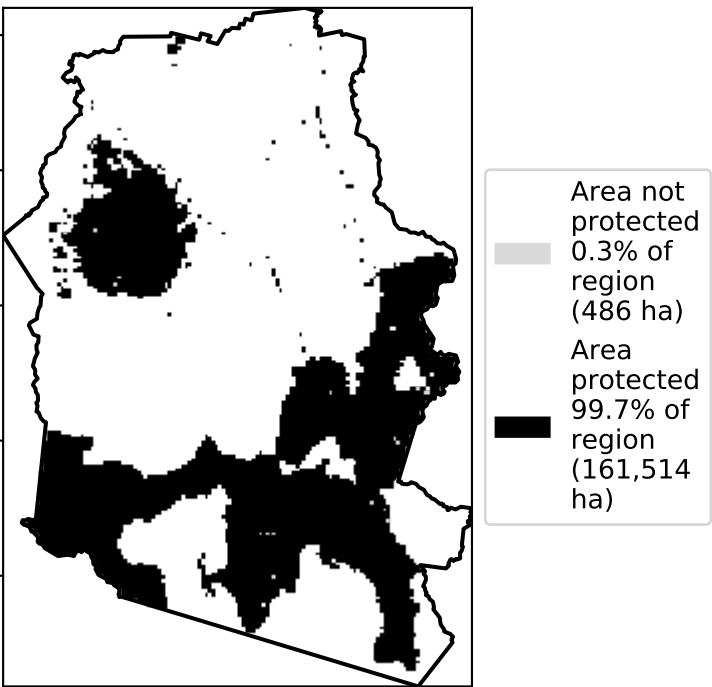 Area not
protected
0.3% of
region
(486 ha)
Area
protected
99.7% of
region
(161,514
ha)